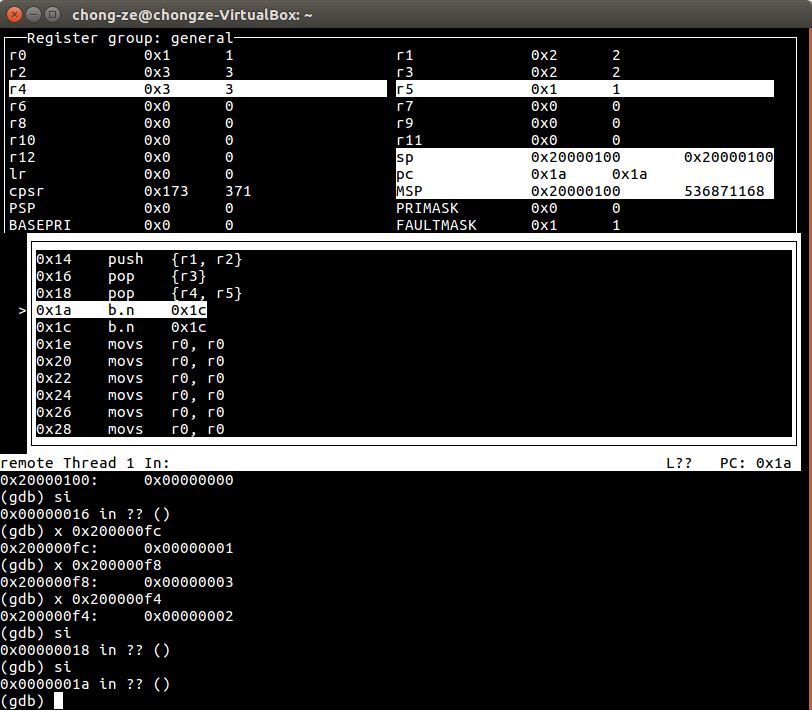 chong-ze@chongze-VirtualBox: ~
Register group: general
r0 0x1 1 r1 0x2 2
r2 0x3 3 r3 0x2 2
r4 0x3 3 r5 0x1 1
r6 0x0 0 r7 0x0 0
r8 0x0 0 r9 0x0 0
r10 0x0 0 r11 0x0 0
r12 0x0 0 sp 0x20000100 0x20000100
lr 0x0 0 pc 0x1a 0x1a
cpsr 0x173 371 MSP 0x20000100 536871168
PSP 0x0 0 PRIMASK 0x0 0
BASEPRI 0x0 0 FAULTMASK 0x1 1
0x14 push {r1, r2}
0x16 pop {r3}
0x18 pop {r4, r5}
>0x1a b.n 0x1c
0x1c b.n 0x1c
0x1e movs r0, r0
0x20 movs r0, r0
0x22 movs r0, r0
0x24 movs r0, r0
0x26 movs r0, r0
0x28 movs r0, r0
remote Thread 1 In: L?? PC: 0x1a
0x20000100: 0x00000000
(gdb) si
0x00000016 in ?? ()
(gdb) x 0x200000fc
0x200000fc: 0x00000001
(gdb) x 0x200000f8
0x200000f8: 0x00000003
(gdb) x 0x200000f4
0x200000f4: 0x00000002
(gdb) si
0x00000018 in ?? ()
(gdb) si
0x0000001a in ?? ()
(gdb)